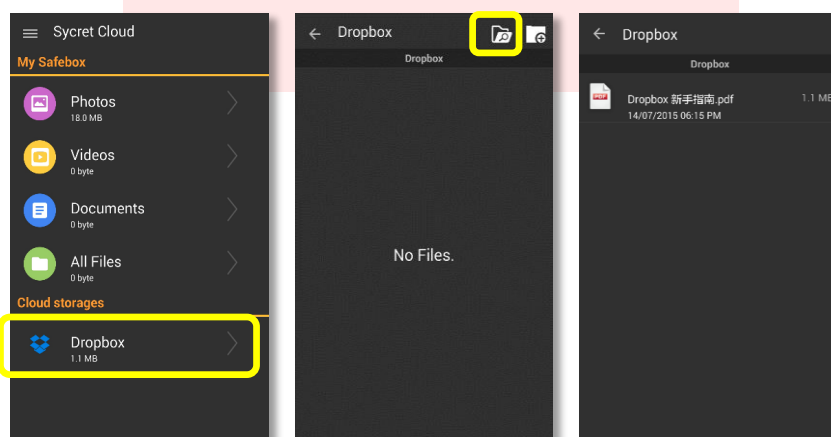 Sycret Cloud
My Safebox
Photos
18.0 MB
Videos
0 byte
Documents
0 byte
All Files
0 byte
Cloud storages
Dropbox
1.1 MB
Dropbox
Dropbox
No Files.
Dropbox
Dropbox
PDF
Dropbox 新手指南.pdf
1.1 MB
14/07/2015 06:15 PM